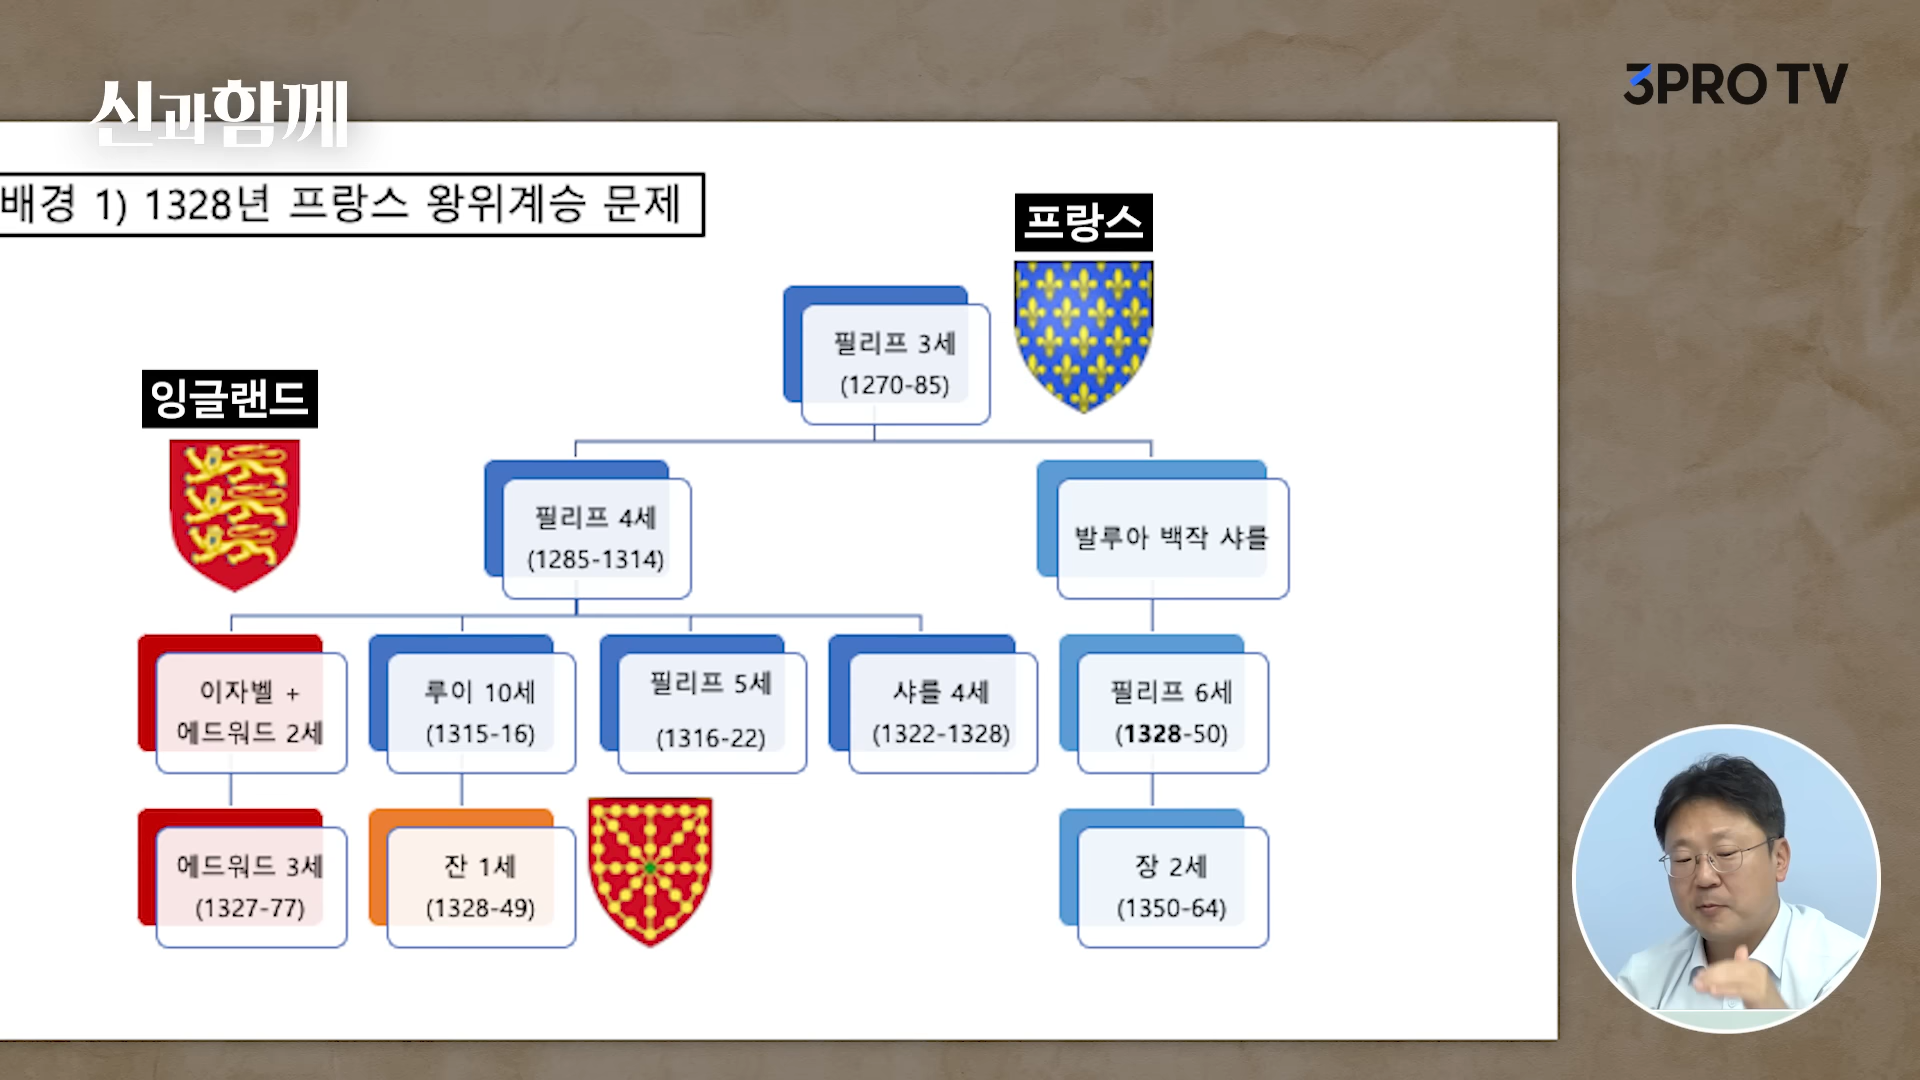 신과함께
3PRO TV
배경 1) 1328년 프랑스 왕위계승 문제
프랑스
잉글랜드
필리프 3세
(1270-85)
필리프 4세
(1285-1314)
발루아 백작 샤를
이자벨 +
에드워드 2세
루이 10세
(1315-16)
필리프 5세
(1316-22)
샤를 4세
(1322-1328)
필리프 6세
(1328-50)
에드워드 3세
(1327-77)
잔 1세
(1328-49)
장 2세
(1350-64)